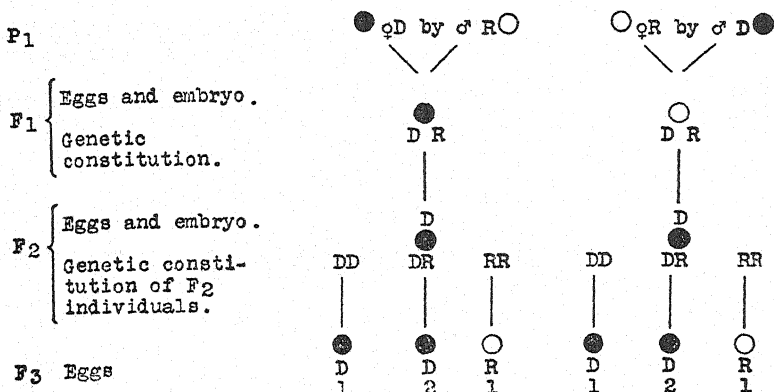 P1 ♀D by ♂ R ♀R by ♂ D
F1 Eggs and embryo.
Genetic constitution.
D R D R
F2 Eggs and embryo.
D D
Genetic consti-
tution of F2
individuals.
DD DR RR DD DR RR
F3 Eggs
D D R D D R
1 2 1 1 2 1